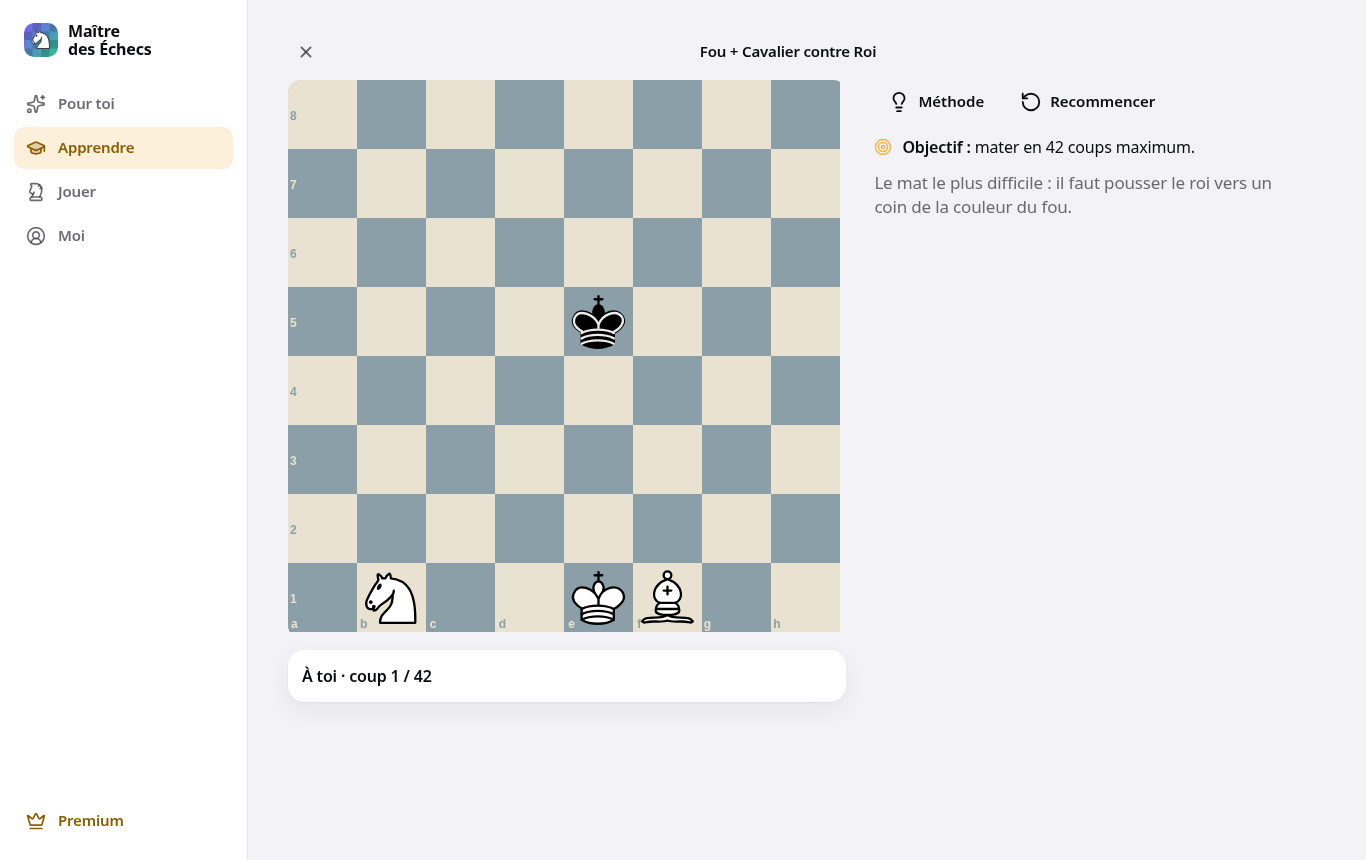 Maître
des Échecs
Pour toi
Apprendre
Jouer
Moi
Premium
Fou + Cavalier contre Roi
8
7
6
5
4
3
2
1
a b c d e f g h
À toi · coup 1 / 42
Méthode
Recommencer
Objectif : mater en 42 coups maximum.
Le mat le plus difficile : il faut pousser le roi vers un
coin de la couleur du fou.